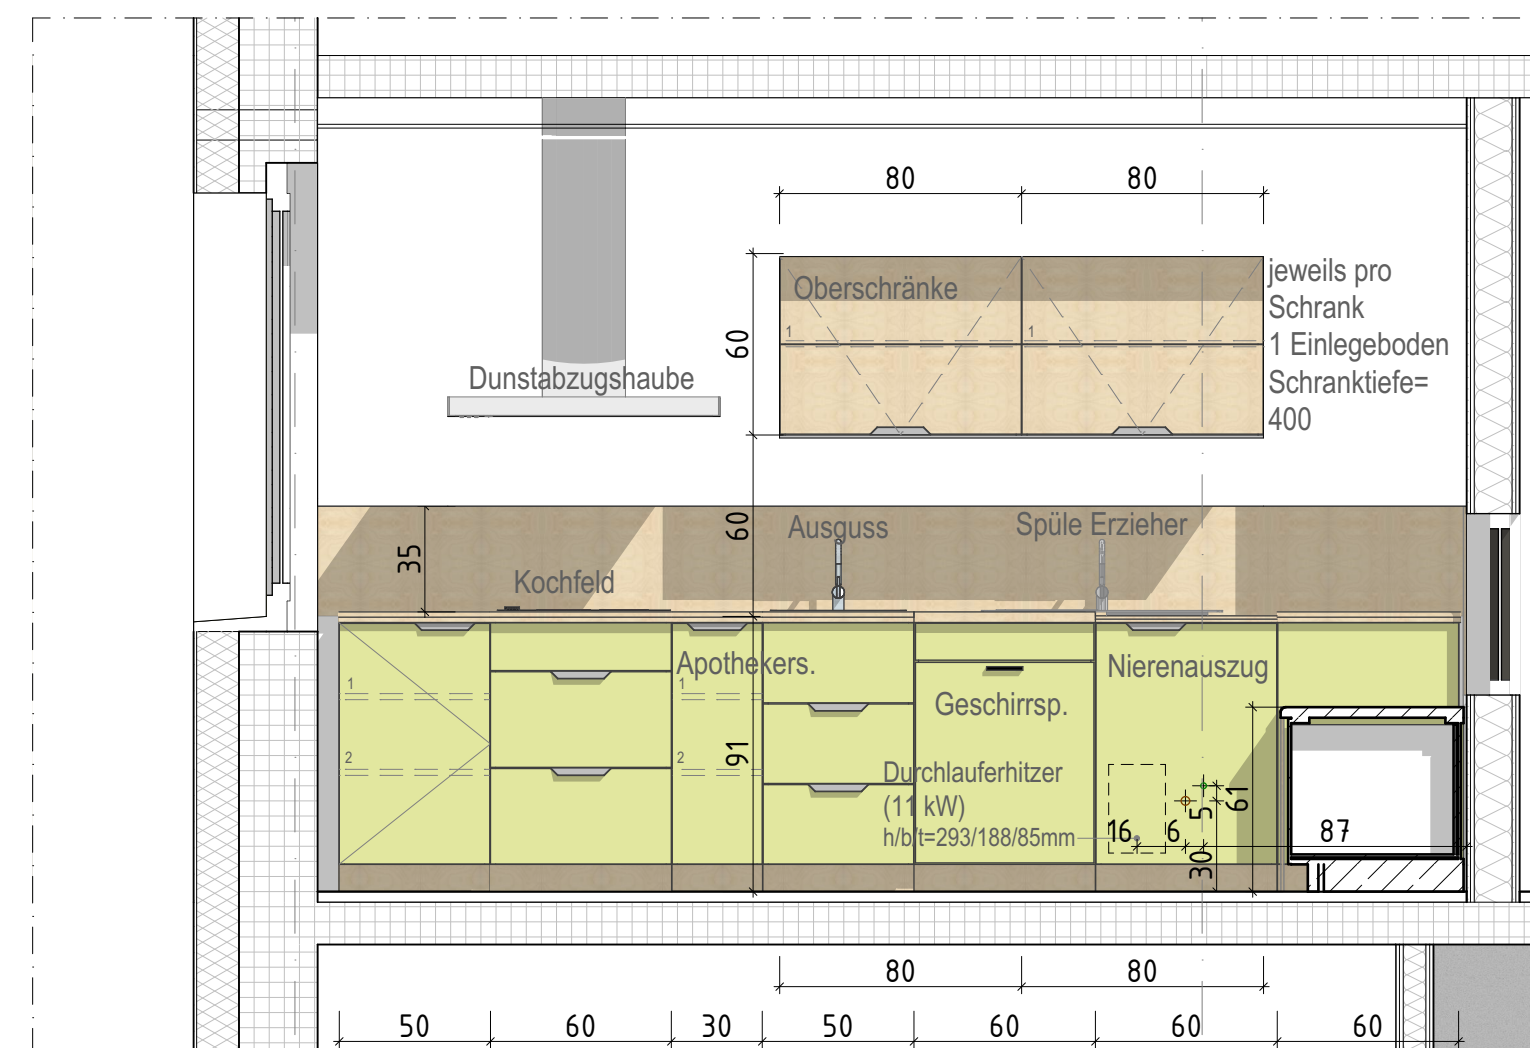 80 80
Oberschränke
jeweils pro
Schrank
1 Einlegeboden
Schranktiefe=
400
1 1
60
Dunstabzugshaube
35
60
Ausguss
Spüle Erzieher
Kochfeld
Apothekers.
Nierenauszug
Geschirrsp.
1
2
1
2
91
Durchlauferhitzer
(11 kW)
h/b/t=293/188/85mm
16 6 5 30 61 87
80 80
50 60 30 50 60 60 60